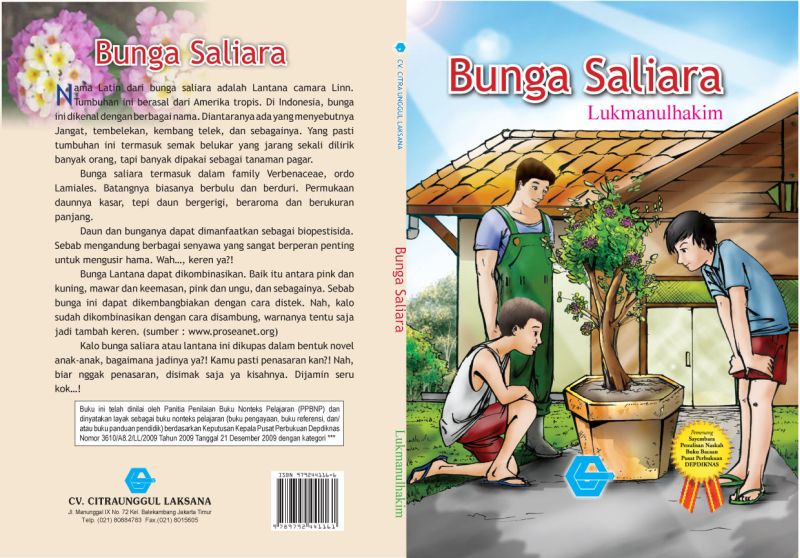 Bunga Saliara
Nama Latin dari bunga saliara adalah Lantana camara Linn.
Tumbuhan ini berasal dari Amerika tropis. Di Indonesia, bunga
ini dikenal dengan berbagai nama. Diantaranya ada yang menyebutnya
Jangat, tembelekan, kembang telek, dan sebagainya. Yang pasti
tumbuhan ini termasuk semak belukar yang jarang sekali dilirik
banyak orang, tapi banyak dipakai sebagai tanaman pagar.
Bunga saliara termasuk dalam family Verbenaceae, ordo
Lamiales. Batangnya biasanya berbulu dan berduri. Permukaan
daunnya kasar, tepi daun bergerigi, beraroma dan berukuran
panjang.
Daun dan bunganya dapat dimanfaatkan sebagai biopestisida.
Sebab mengandung berbagai senyawa yang sangat berperan penting
untuk mengusir hama. Wah..., keren ya?!
Bunga Lantana dapat dikombinasikan. Baik itu antara pink dan
kuning, mawar dan keemasan, pink dan ungu, dan sebagainya. Sebab
bunga ini dapat dikembangbiakan dengan cara distek. Nah, kalo
sudah dikombinasikan dengan cara disambung, warnanya tentu saja
jadi tambah keren. (sumber : www.proseanet.org)
Kalo bunga saliara atau lantana ini dikupas dalam bentuk novel
anak-anak, bagaimana jadinya ya?! Kamu pasti penasaran kan?! Nah,
biar nggak penasaran, disimak saja ya kisahnya. Dijamin seru
kok...!
Buku ini telah dinilai oleh Panitia Penilaian Buku Nonteks Pelajaran (PPBNP) dan
dinyatakan layak sebagai buku nonteks pelajaran (buku pengayaan, buku referensi, dan/
atau buku panduan pendidik) berdasarkan Keputusan Kepala Pusat Perbukuan Depdiknas
Nomor 3610/A8.2/LL/2009 Tahun 2009 Tanggal 21 Desember 2009 dengan kategori ***
CV. CITRAUNGGUL LAKSANA
Jl. Manunggal IX No. 72 Kel. Balekambang Jakarta Timur
Telp. (021) 80884783 Fax.(021) 8015605
ISBN 979244116-6
9789792441161
CV. CITRA UNGGUL LAKSANA
Bunga Saliara
Lukmanulhakim
Bunga Saliara
Lukmanulhakim
Pemenang
Sayembara
Penulisan Naskah
Buku Bacaan
Pusat Perbukuan
DEPDIKNAS